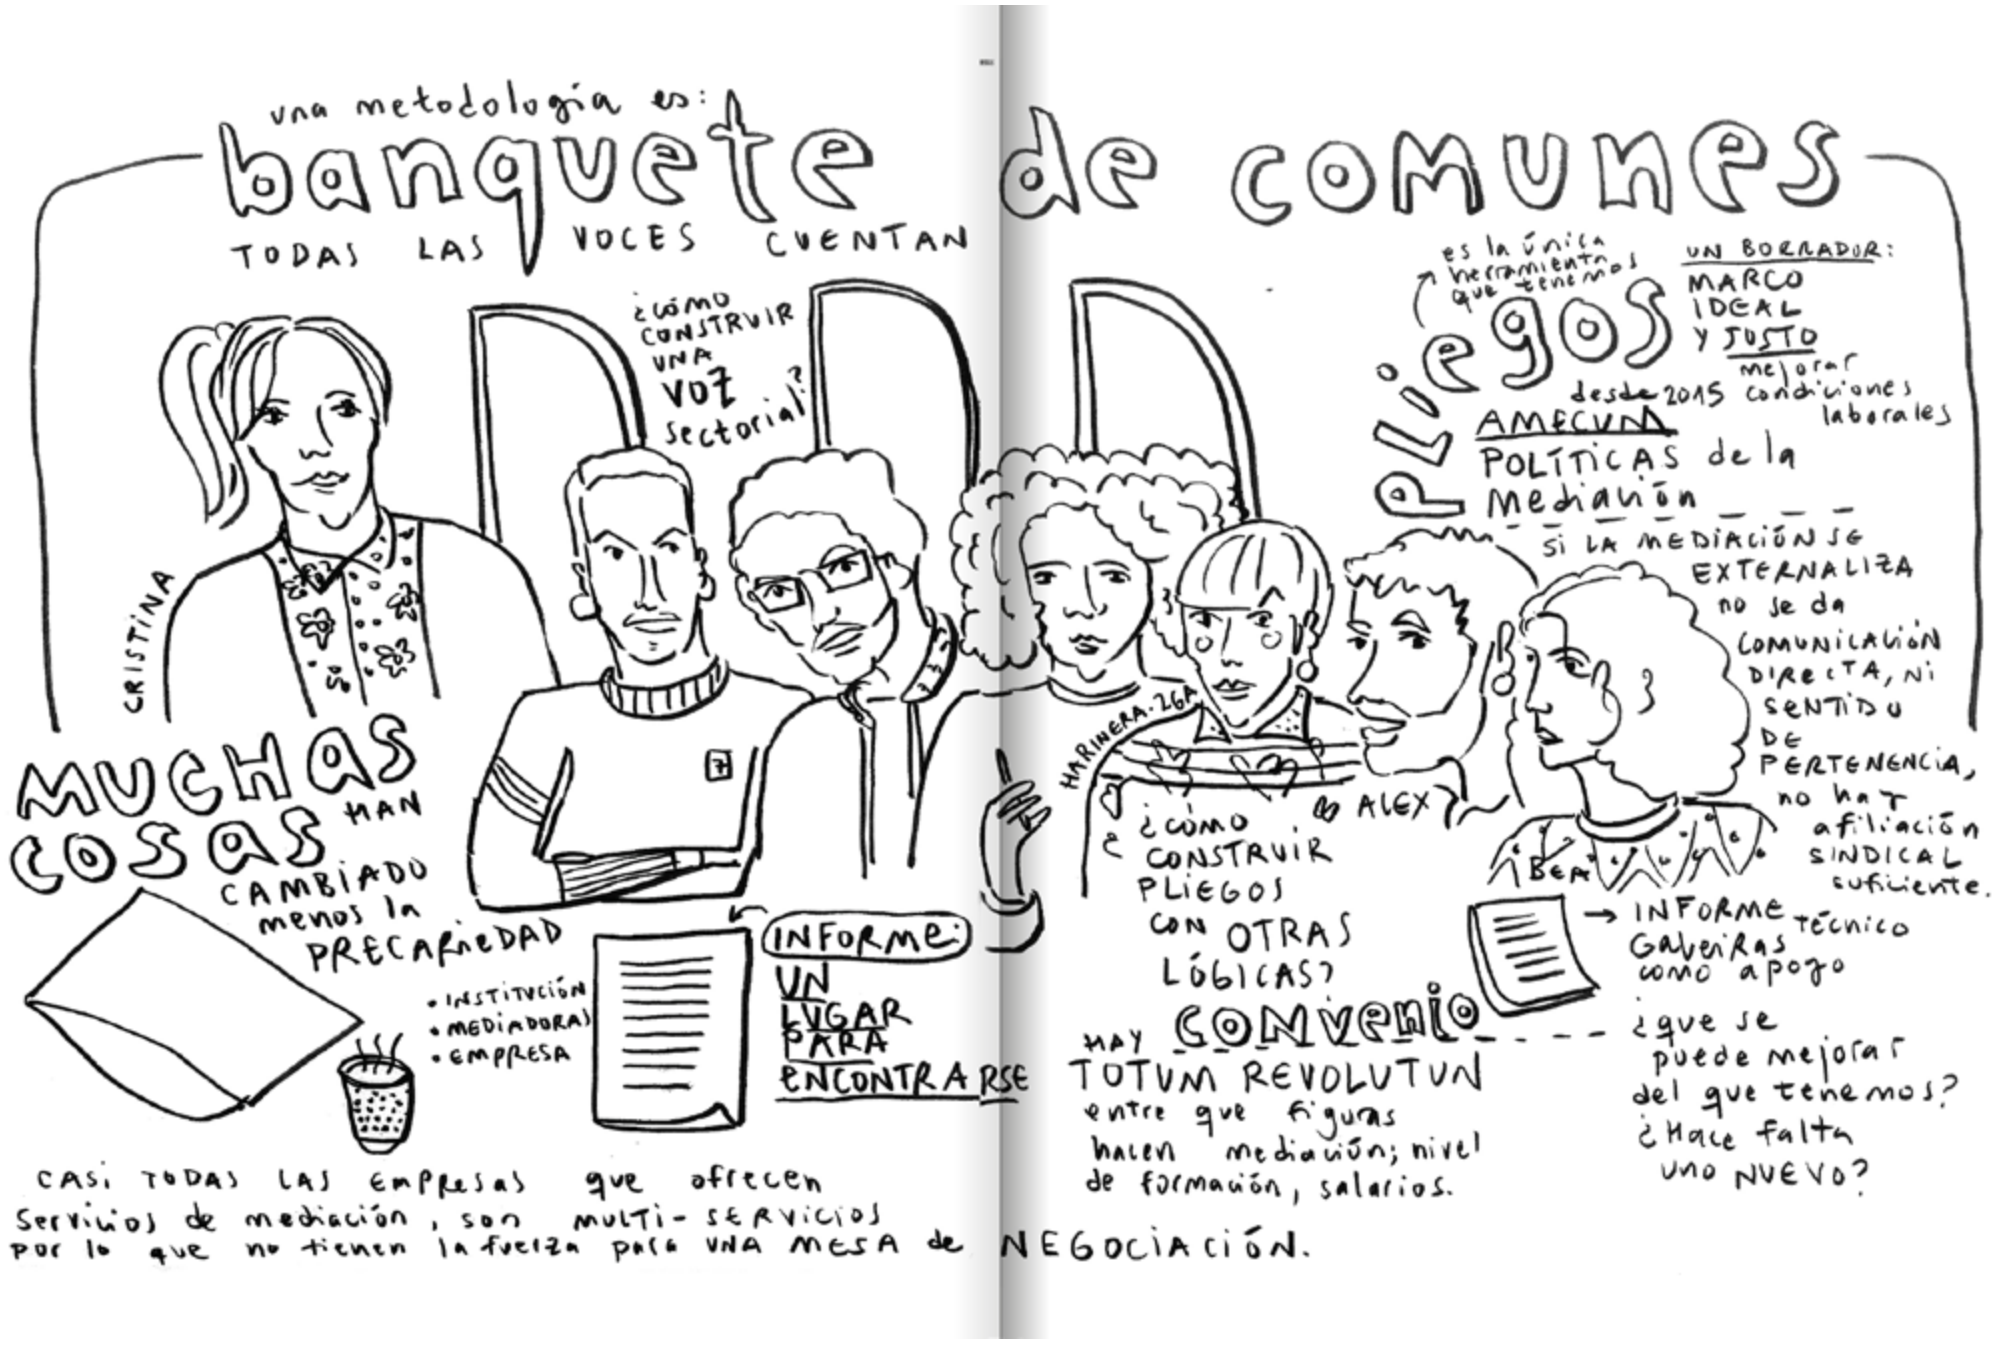 una metodología es:
banquete de comunes
TODAS LAS VOCES CUENTAN
¿CÓMO
CONSTRUIR
UNA
VOZ
sectorial?
CRISTINA
MUCHAS
COSAS HAN
CAMBIADO
menos la
PRECARIEDAD
• INSTITUCIÓN
• MEDIADORAS
• EMPRESA
INFORME:
UN
LUGAR
PARA
ENCONTRARSE
CASI TODAS LAS EMPRESAS que ofrecen
servicios de mediación, son MULTI-SERVICIOS
por lo que no tienen la fuerza para UNA MESA de NEGOCIACIÓN.
es la única
herramienta
que tenemos
PLIEGOS
UN BORRADOR:
MARCO
IDEAL
Y JUSTO
mejorar
condiciones
laborales
desde 2015
AMECUM
POLÍTICAS de la
Mediación
SI LA MEDIACIÓN SE
EXTERNALIZA
no se da
COMUNICACIÓN
DIRECTA, NI
SENTIDO
DE
PERTENENCIA,
no hay
afiliación
SINDICAL
suficiente.
HARINERA.ZGZ
ALEX
BEA
¿CÓMO
CONSTRUIR
PLIEGOS
CON OTRAS
LÓGICAS?
→ INFORME técnico
GALEIRAS
como apoyo
HAY CONVENIO
TOTUM REVOLUTUN
entre que figuras
hacen mediación; nivel
de formación, salarios.
¿que se
puede mejorar
del que tenemos?
¿Hace falta
uno NUEVO?